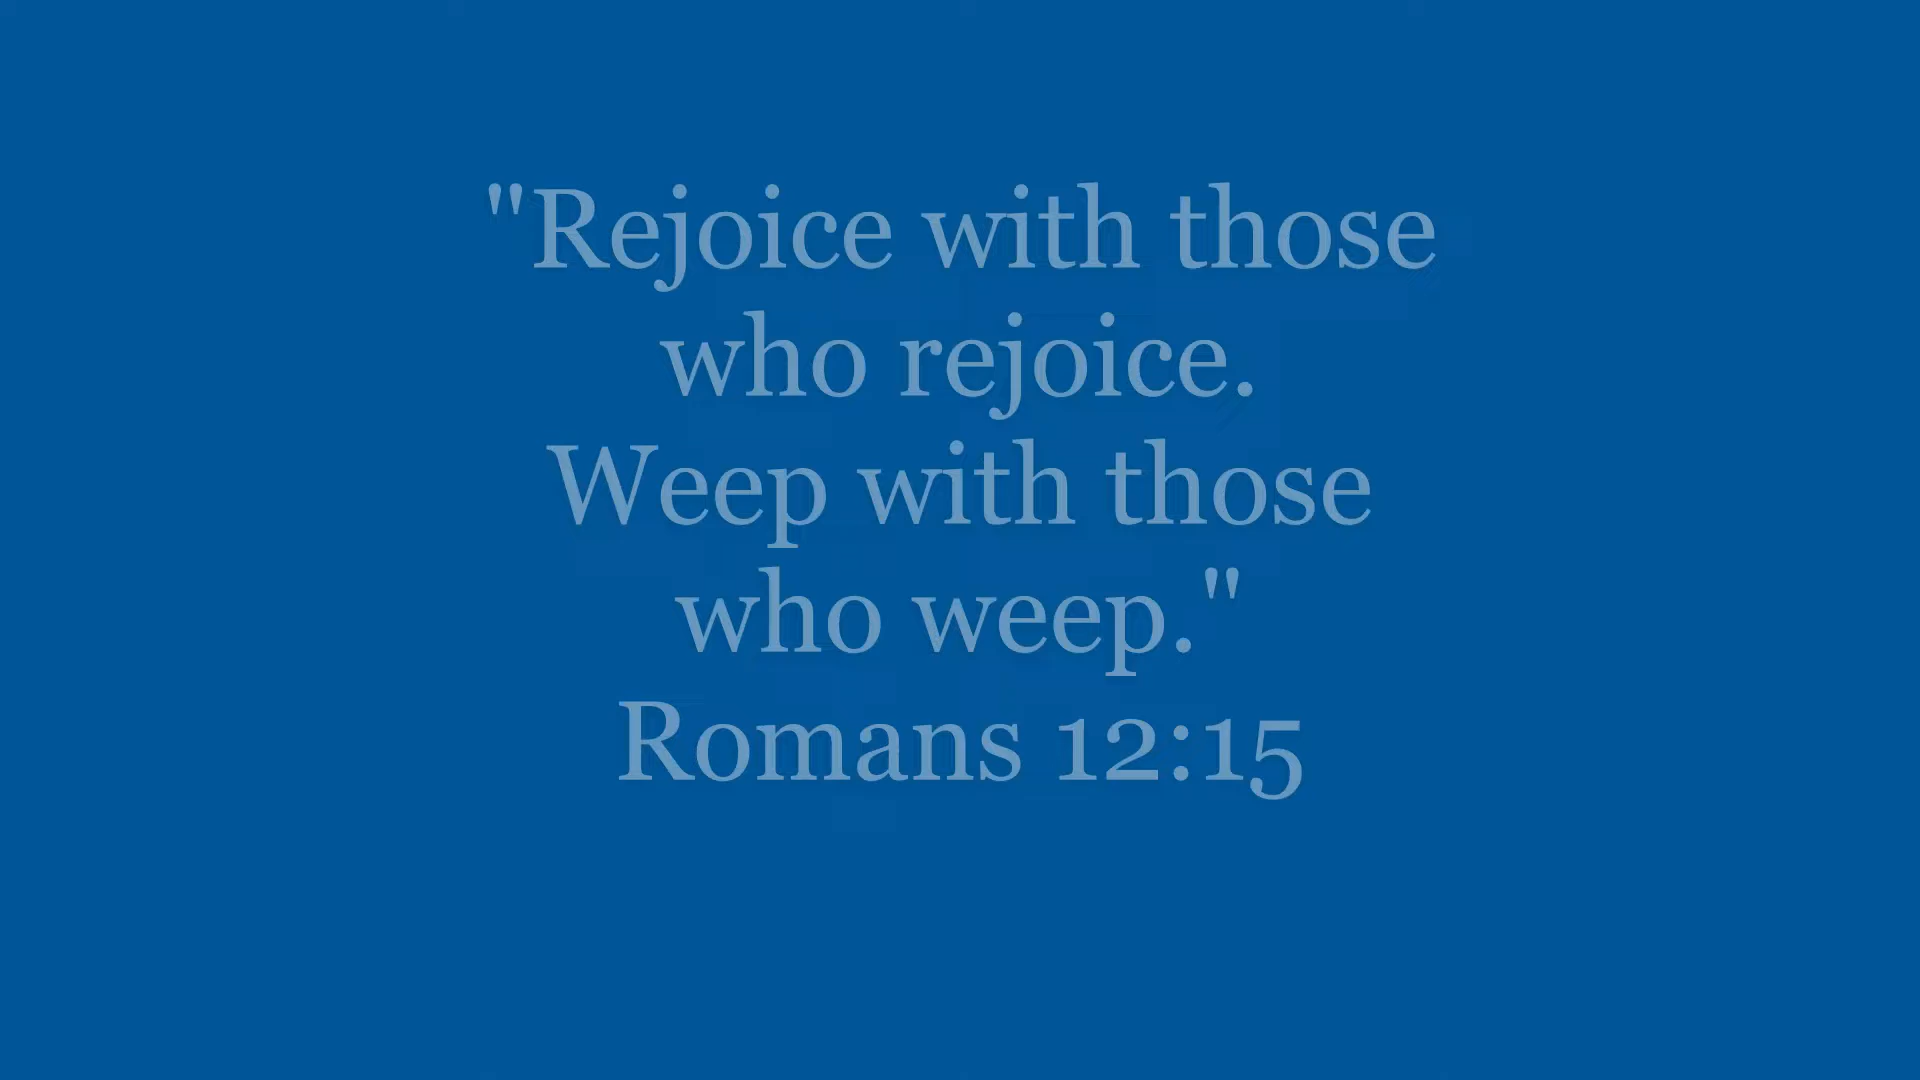 "Rejoice with those
who rejoice.
Weep with those
who weep."
Romans 12:15